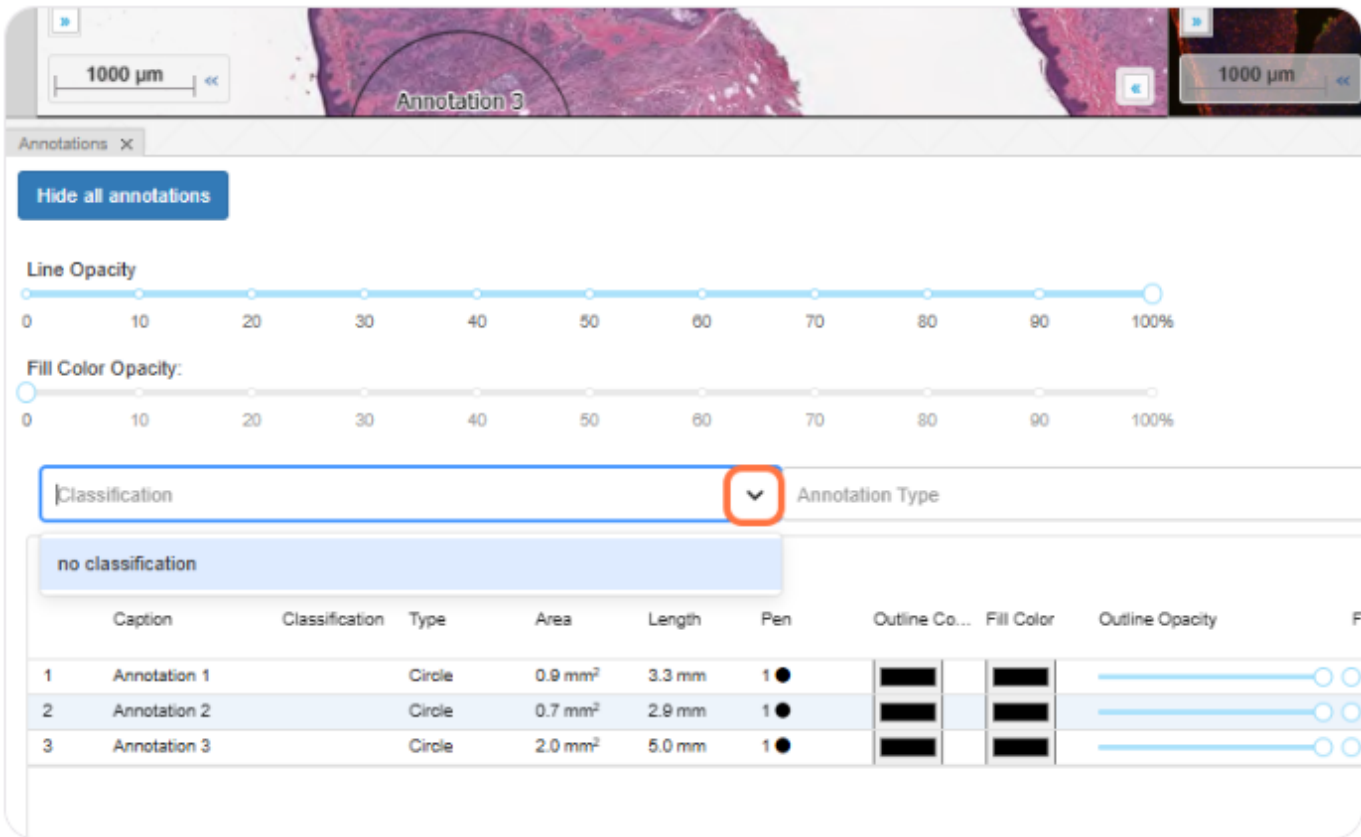 1000 µm « 1000 µm «
Annotation 3
Annotations ×
Hide all annotations
Line Opacity
0 10 20 30 40 50 60 70 80 90 100%
Fill Color Opacity:
0 10 20 30 40 50 60 70 80 90 100%
Classification Annotation Type
no classification
Caption Classification Type Area Length Pen Outline Co... Fill Color Outline Opacity F
1 Annotation 1 Circle 0.9 mm² 3.3 mm 1
2 Annotation 2 Circle 0.7 mm² 2.9 mm 1
3 Annotation 3 Circle 2.0 mm² 5.0 mm 1